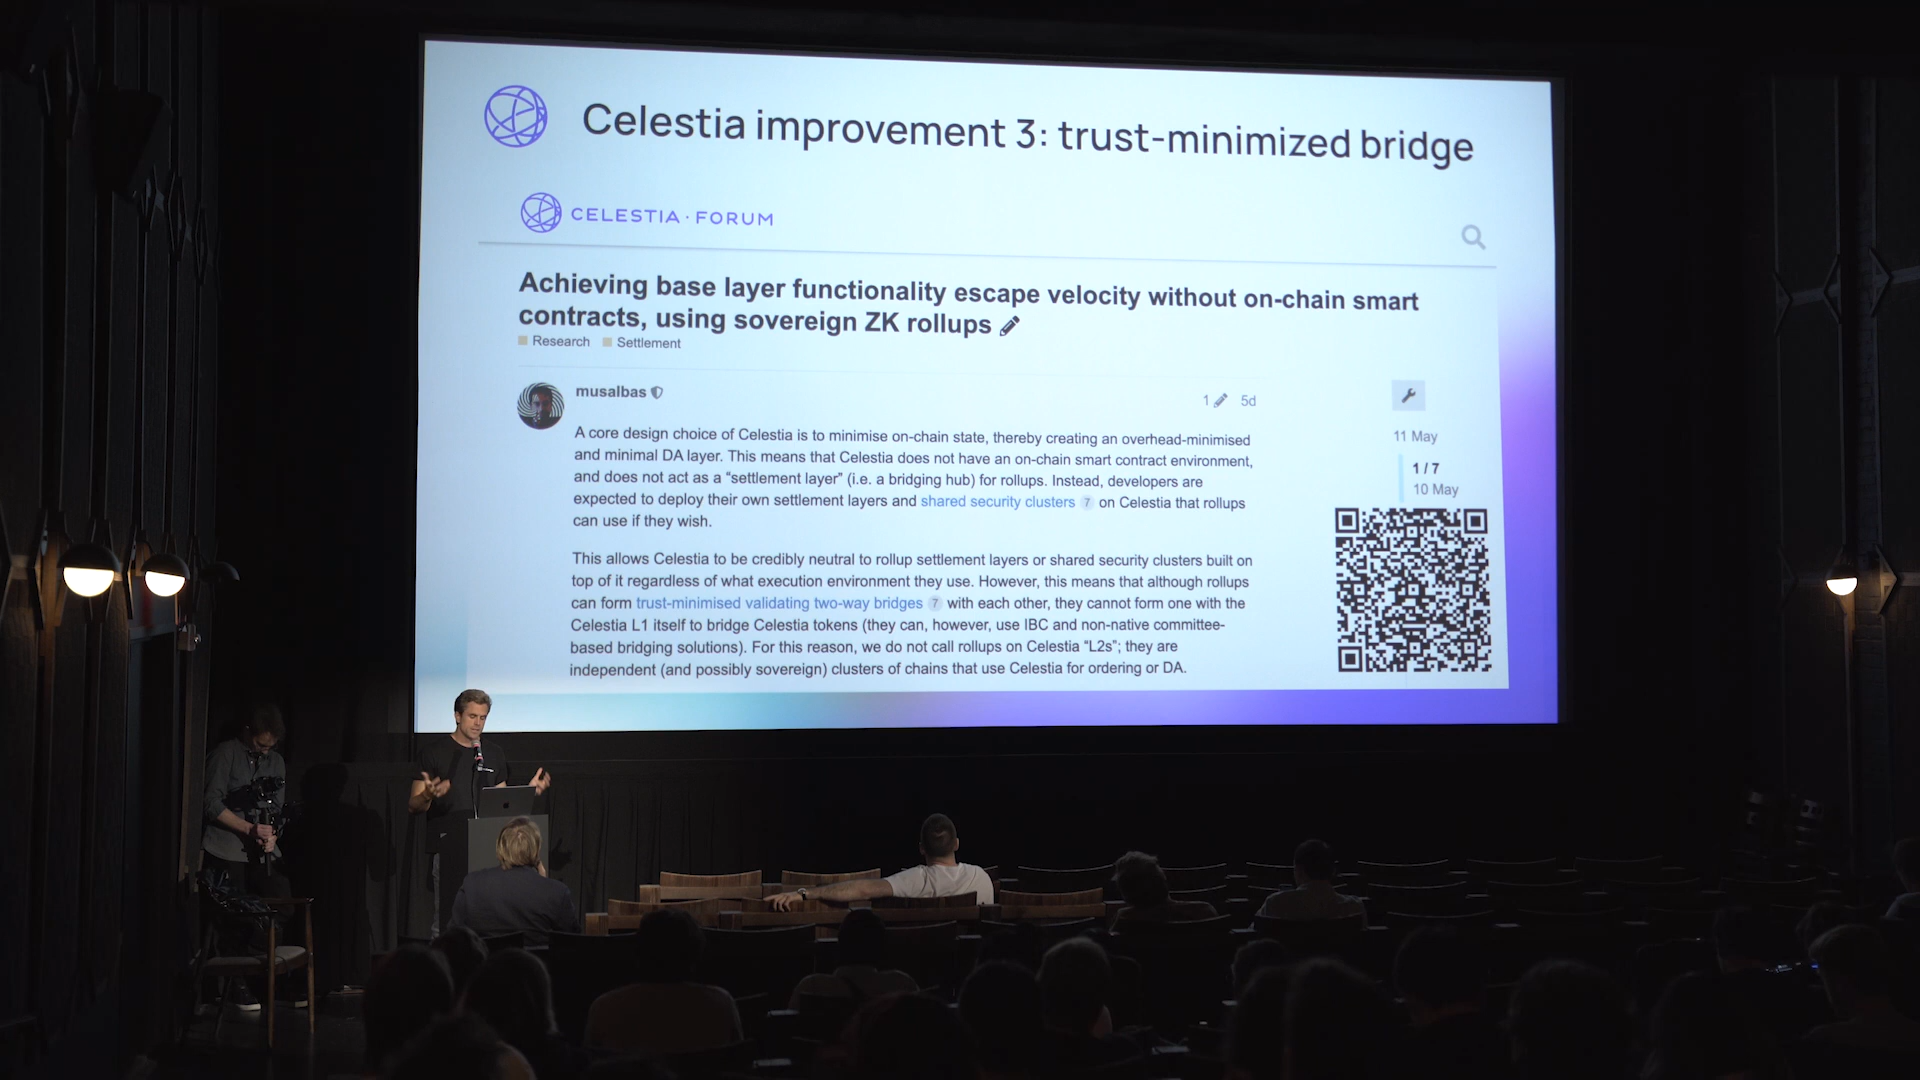 Celestia improvement 3: trust-minimized bridge
CELESTIA · FORUM
Achieving base layer functionality escape velocity without on-chain smart
contracts, using sovereign ZK rollups
Research Settlement
musalbas
1 5d
A core design choice of Celestia is to minimise on-chain state, thereby creating an overhead-minimised
and minimal DA layer. This means that Celestia does not have an on-chain smart contract environment,
and does not act as a “settlement layer” (i.e. a bridging hub) for rollups. Instead, developers are
expected to deploy their own settlement layers and shared security clusters 7 on Celestia that rollups
can use if they wish.
This allows Celestia to be credibly neutral to rollup settlement layers or shared security clusters built on
top of it regardless of what execution environment they use. However, this means that although rollups
can form trust-minimised validating two-way bridges 7 with each other, they cannot form one with the
Celestia L1 itself to bridge Celestia tokens (they can, however, use IBC and non-native committee-
based bridging solutions). For this reason, we do not call rollups on Celestia “L2s”; they are
independent (and possibly sovereign) clusters of chains that use Celestia for ordering or DA.
11 May
1 / 7
10 May